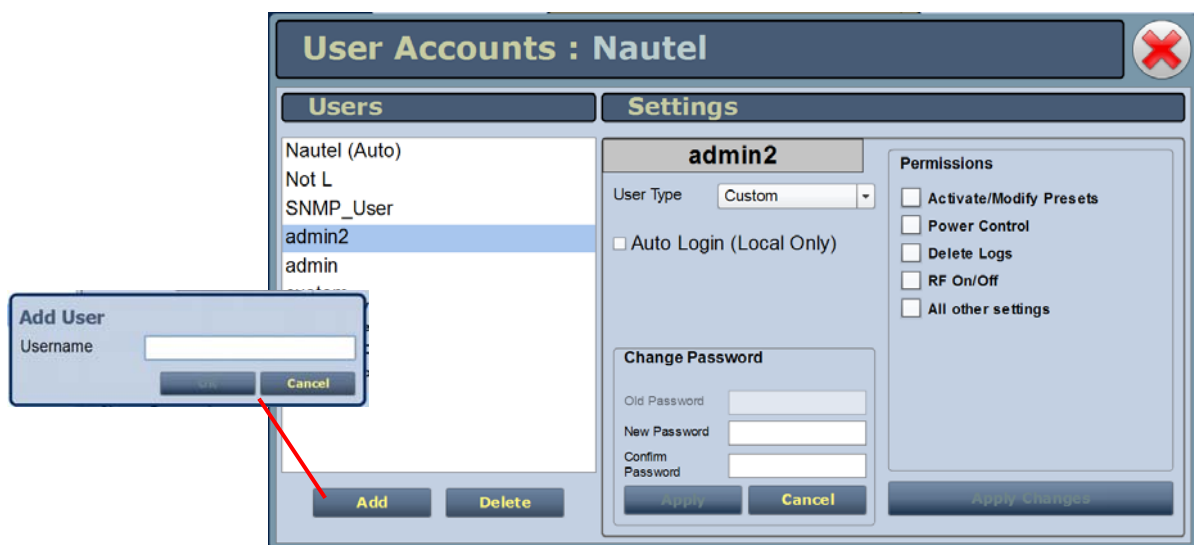 User Accounts : Nautel
Users
Nautel (Auto)
Not L
SNMP_User
admin2
admin
Add
Delete
Add User
Username
OK
Cancel
Settings
admin2
User Type
Custom
Auto Login (Local Only)
Change Password
Old Password
New Password
Confirm
Password
Apply
Cancel
Permissions
Activate/Modify Presets
Power Control
Delete Logs
RF On/Off
All other settings
Apply Changes